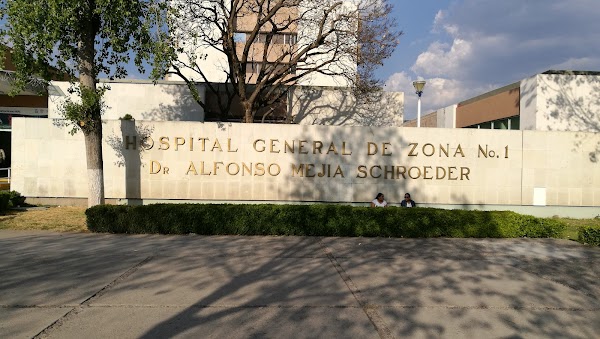 HOSPITAL GENERAL DE ZONA No.1
DR ALFONSO MEJIA SCHROEDER